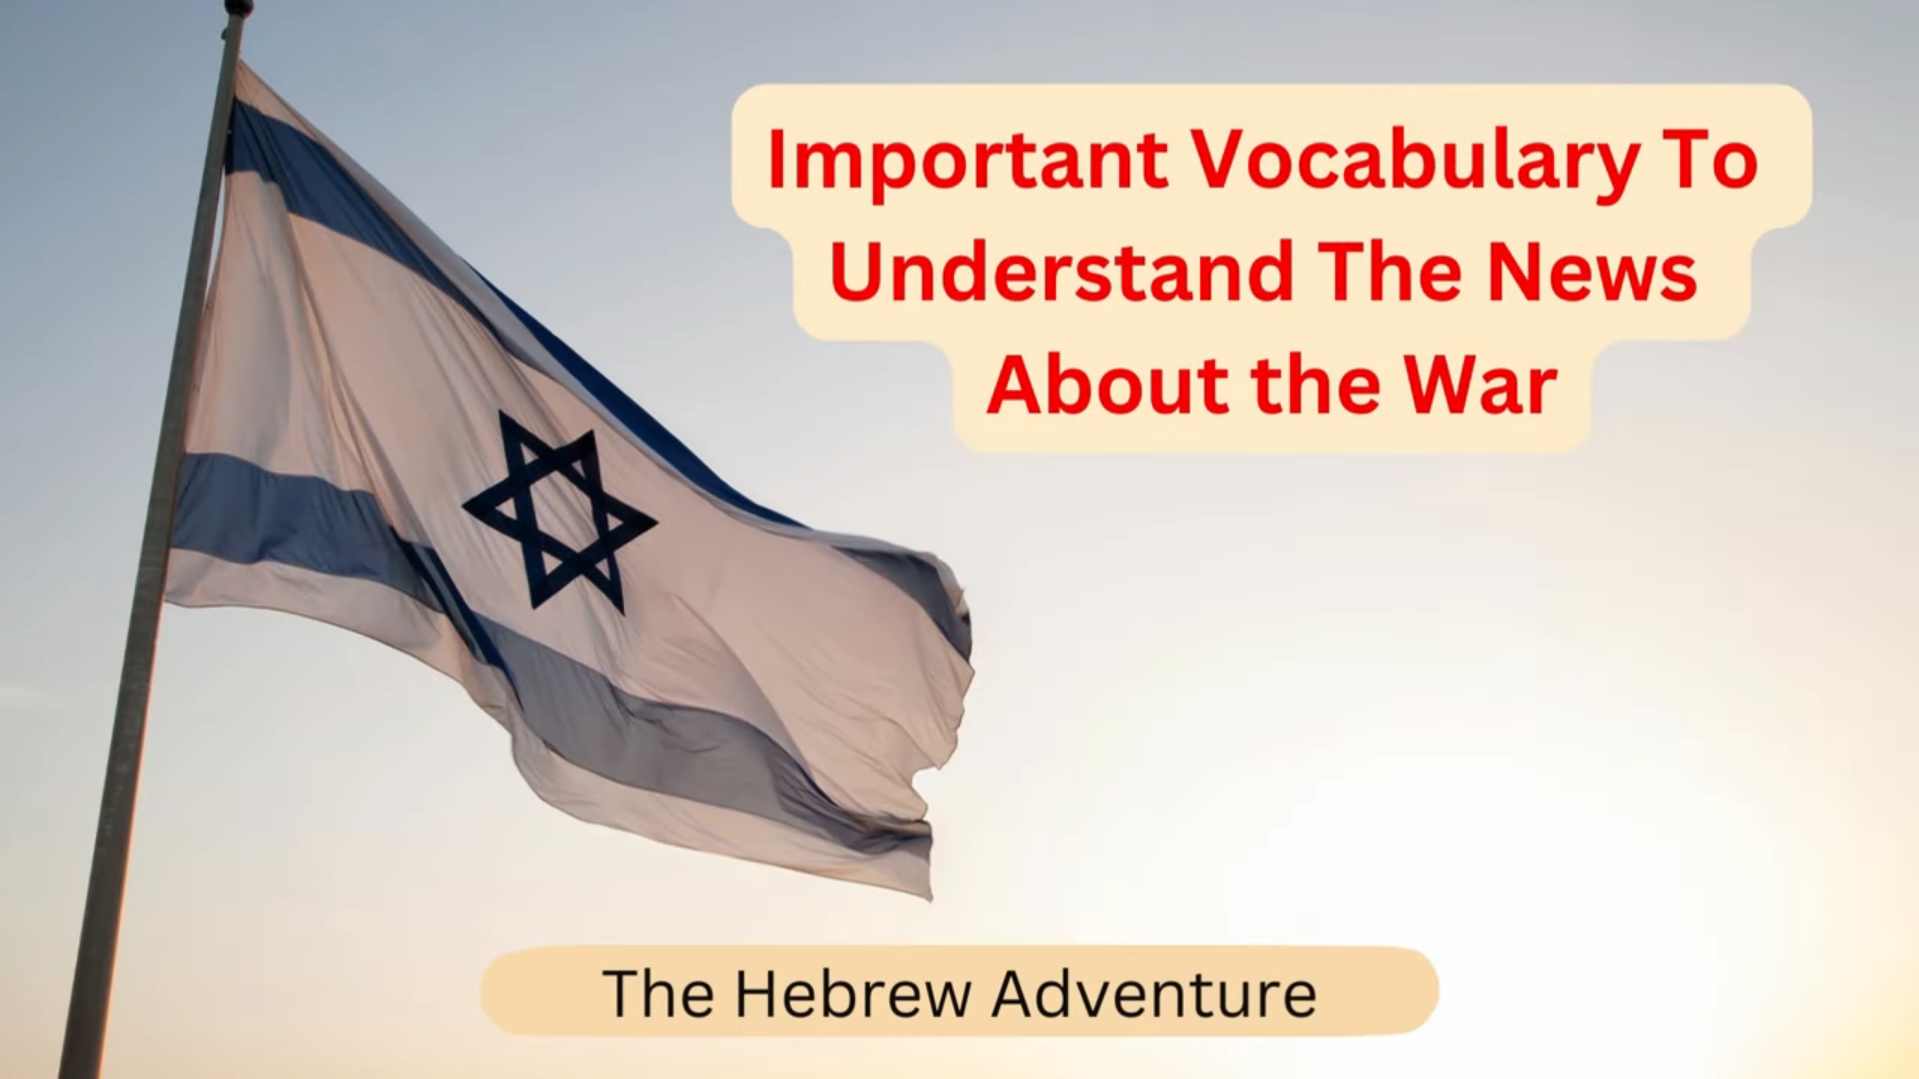 Important Vocabulary To
Understand The News
About the War
The Hebrew Adventure